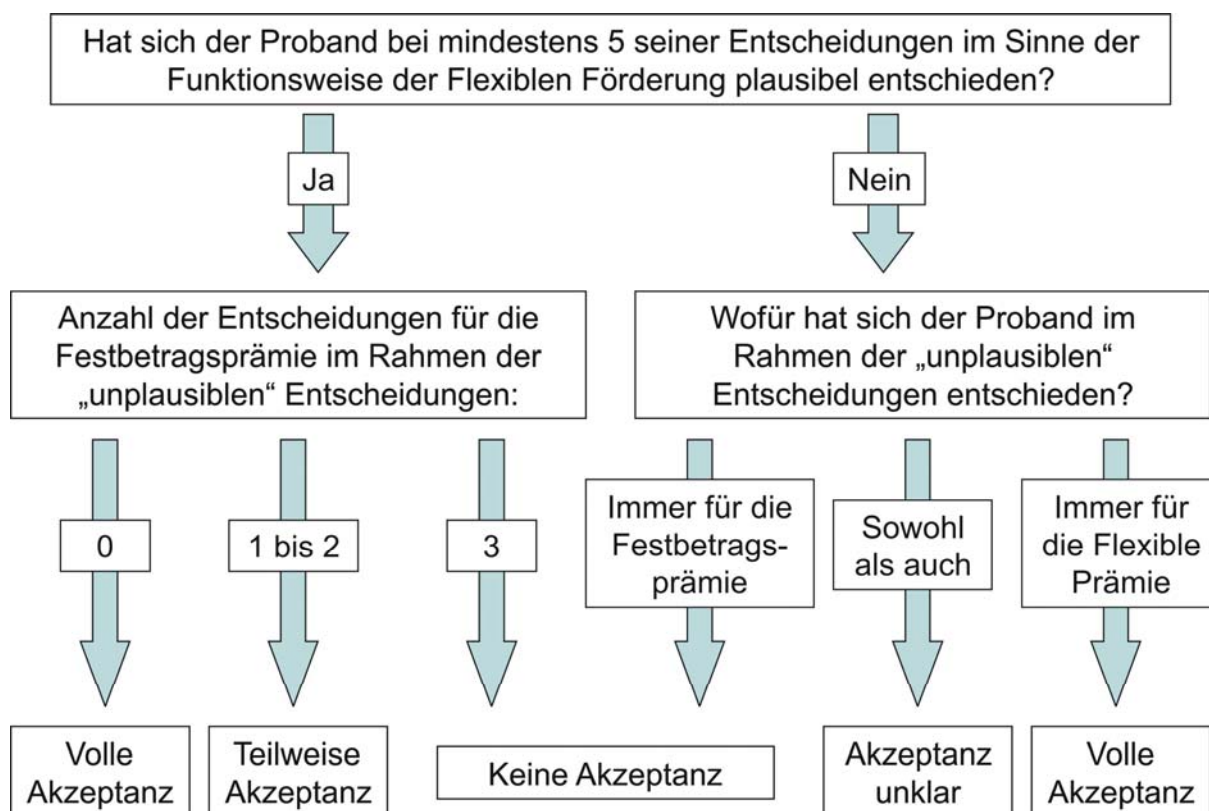 Hat sich der Proband bei mindestens 5 seiner Entscheidungen im Sinne der
Funktionsweise der Flexiblen Förderung plausibel entschieden?
Ja
Nein
Anzahl der Entscheidungen für die
Festbetragsprämie im Rahmen der
„unplausiblen“ Entscheidungen:
Wofür hat sich der Proband im
Rahmen der „unplausiblen“
Entscheidungen entschieden?
0
1 bis 2
3
Immer für die
Festbetrags-
prämie
Sowohl
als auch
Immer für
die Flexible
Prämie
Volle
Akzeptanz
Teilweise
Akzeptanz
Keine Akzeptanz
Akzeptanz
unklar
Volle
Akzeptanz